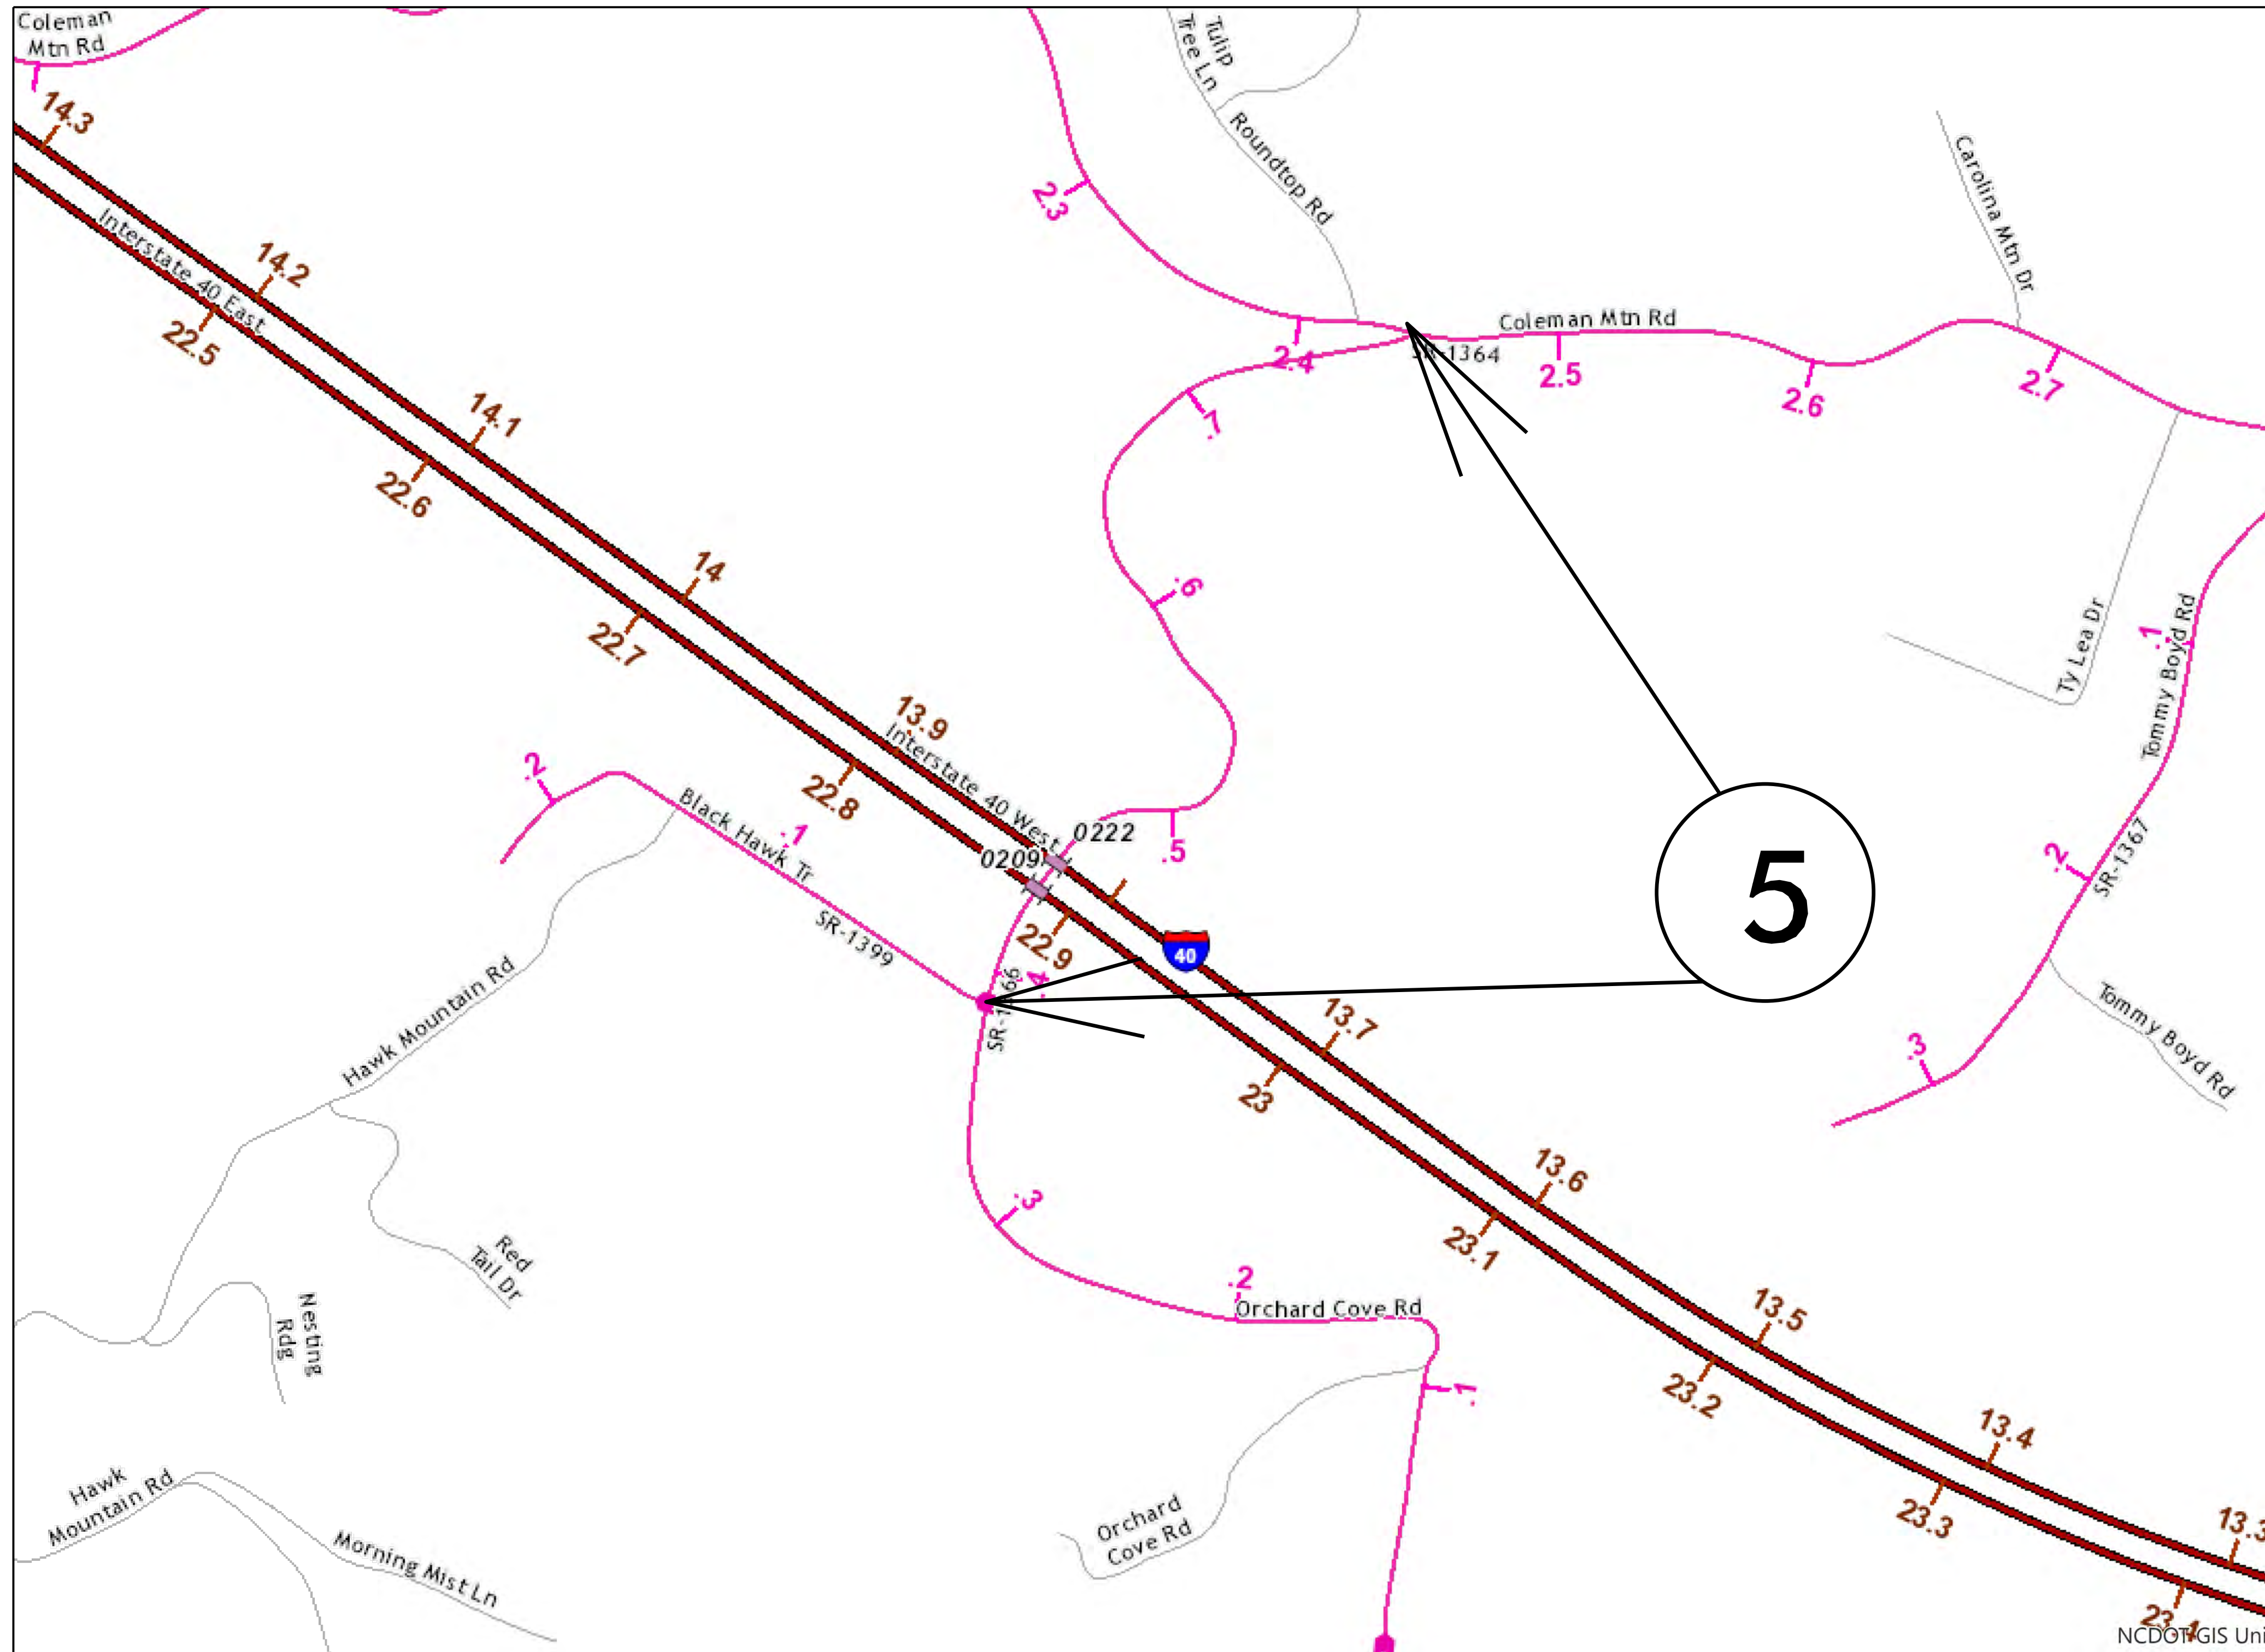 Coleman
Mtn Rd
14.3
Interstate 40 East
14.2
22.5
14.1
22.6
14
22.7
13.9
Interstate 40 West
22.8
0222
0209
22.9
40
13.7
23
13.6
23.1
13.5
23.2
13.4
23.3
13.3
23.4
Tulip
Tree Ln
Roundtop Rd
2.3
2.4
Coleman Mtn Rd
2.5
2.6
2.7
Carolina Mtn Dr
.7
.6
.5
.4
.3
.2
Orchard Cove Rd
.1
Orchard
Cove Rd
5
Ty Lea Dr
.1
Tommy Boyd Rd
.2
SR-1367
.3
Tommy Boyd Rd
.2
Black Hawk Tr
.1
SR-1399
Hawk Mountain Rd
Red
Tail Dr
Nesting
Rdg
Hawk
Mountain Rd
Morning Mist Ln
NCDOT GIS Uni